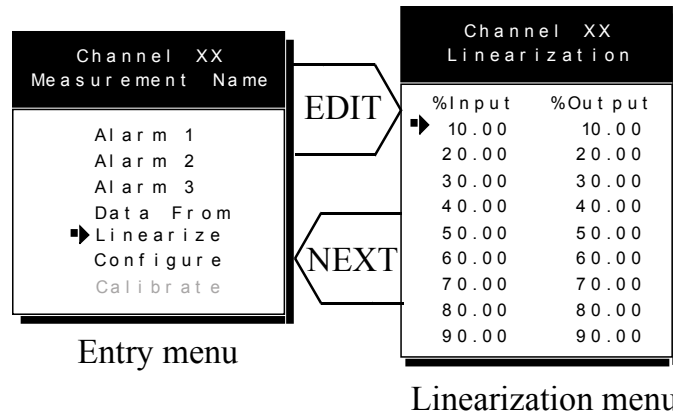 Channel XX
Measurement Name
Alarm 1
Alarm 2
Alarm 3
Data From
Linearize
Configure
Calibrate
Entry menu
EDIT
NEXT
Channel XX
Linearization
%Input %Output
10.00 10.00
20.00 20.00
30.00 30.00
40.00 40.00
50.00 50.00
60.00 60.00
70.00 70.00
80.00 80.00
90.00 90.00
Linearization menu